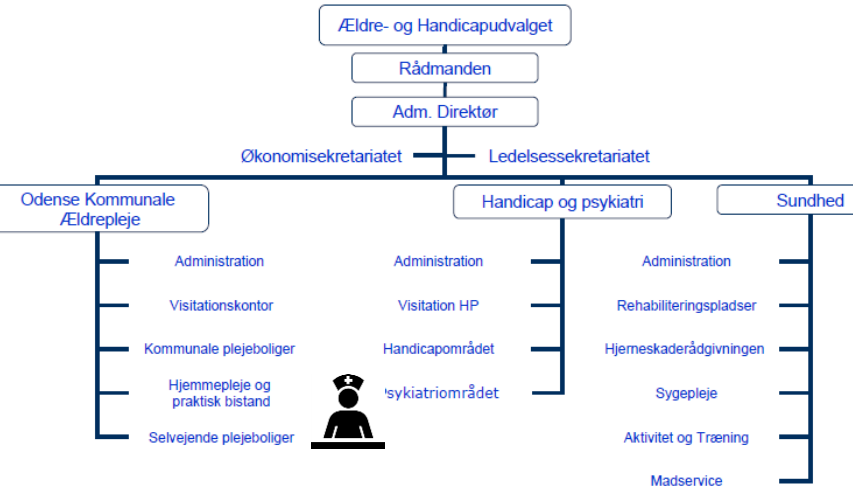 Ældre- og Handicapudvalget
Rådmanden
Adm. Direktør
Økonomisekretariatet
Ledelsessekretariatet
Odense Kommunale
Ældrepleje
Administration
Visitationskontor
Kommunale plejeboliger
Hjemmepleje og
praktisk bistand
Selvejende plejeboliger
Handicap og psykiatri
Administration
Visitation HP
Handicapområdet
Psykiatriområdet
Sundhed
Administration
Rehabiliteringspladser
Hjerneskaderådgivningen
Sygepleje
Aktivitet og Træning
Madservice